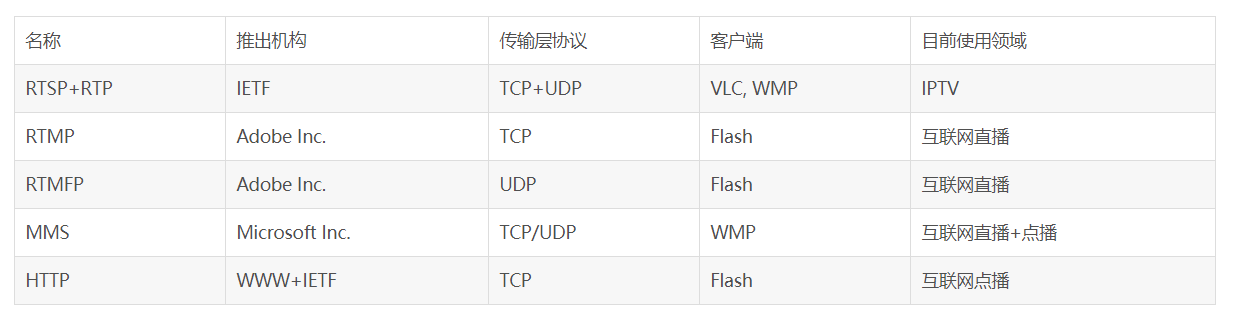 名称 推出机构 传输层协议 客户端 目前使用领域
RTSP+RTP IETF TCP+UDP VLC, WMP IPTV
RTMP Adobe Inc. TCP Flash 互联网直播
RTMFP Adobe Inc. UDP Flash 互联网直播
MMS Microsoft Inc. TCP/UDP WMP 互联网直播+点播
HTTP WWW+IETF TCP Flash 互联网点播